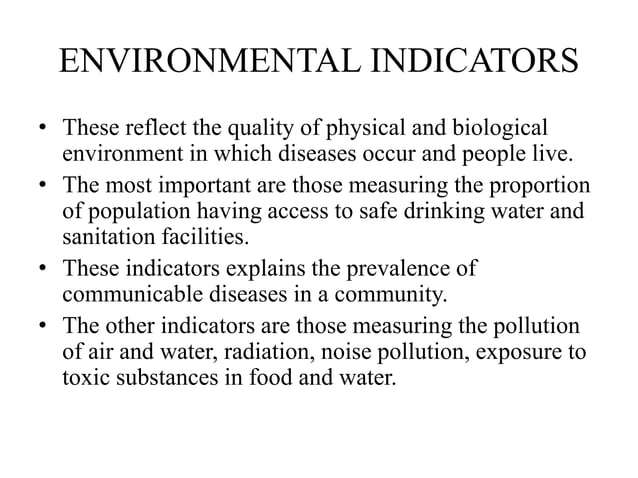 ENVIRONMENTAL INDICATORS
• These reflect the quality of physical and biological
environment in which diseases occur and people live.
• The most important are those measuring the proportion
of population having access to safe drinking water and
sanitation facilities.
• These indicators explains the prevalence of
communicable diseases in a community.
• The other indicators are those measuring the pollution
of air and water, radiation, noise pollution, exposure to
toxic substances in food and water.